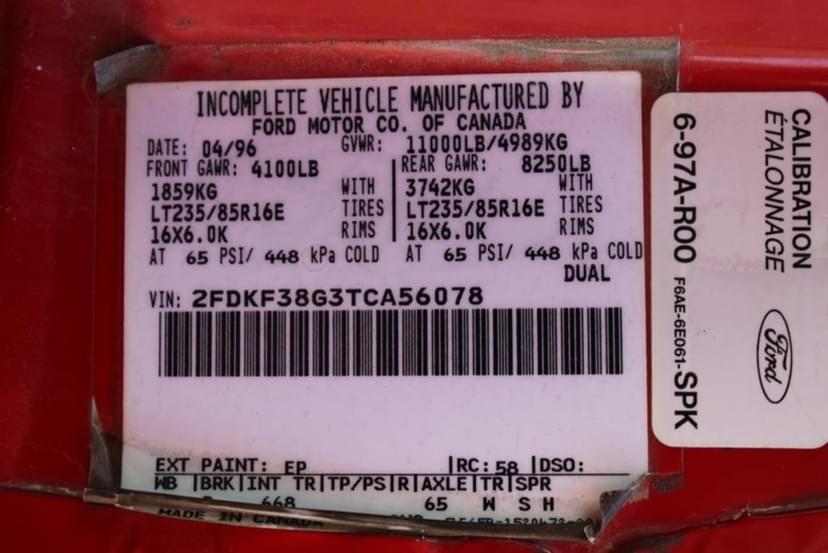 INCOMPLETE VEHICLE MANUFACTURED BY
FORD MOTOR CO. OF CANADA
DATE: 04/96 GVWR: 11000LB/4989KG
FRONT GAWR: 4100LB REAR GAWR: 8250LB
1859KG WITH 3742KG WITH
LT235/85R16E TIRES LT235/85R16E TIRES
16X6.0K RIMS 16X6.0K RIMS
AT 65 PSI/ 448 kPa COLD AT 65 PSI/ 448 kPa COLD
DUAL
VIN: 2FDKF38G3TCA56078
EXT PAINT: EP |RC: 58 |DSO:
WB |BRK|INT TR|TP/PS|R|AXLE|TR|SPR
668 65 W SH
MADE IN CANADA
CALIBRATION
ÉTALONNAGE
6-97A-R00 F6AE-6E061-SPK
Ford